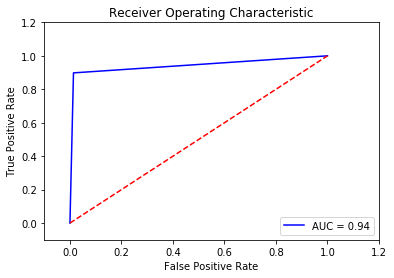 Receiver Operating Characteristic
1.2
1.0
0.8
0.6
0.4
0.2
0.0
True Positive Rate
AUC = 0.94
0.0 0.2 0.4 0.6 0.8 1.0 1.2
False Positive Rate